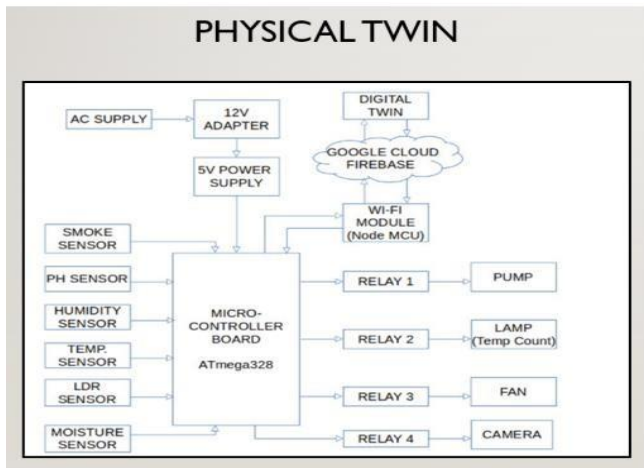 PHYSICAL TWIN
AC SUPPLY
12V
ADAPTER
5V POWER
SUPPLY
DIGITAL
TWIN
GOOGLE CLOUD
FIREBASE
WI-FI
MODULE
(Node MCU)
SMOKE
SENSOR
PH SENSOR
HUMIDITY
SENSOR
TEMP.
SENSOR
LDR
SENSOR
MOISTURE
SENSOR
MICRO-
CONTROLLER
BOARD
ATmega328
RELAY 1
PUMP
RELAY 2
LAMP
(Temp Count)
RELAY 3
FAN
RELAY 4
CAMERA